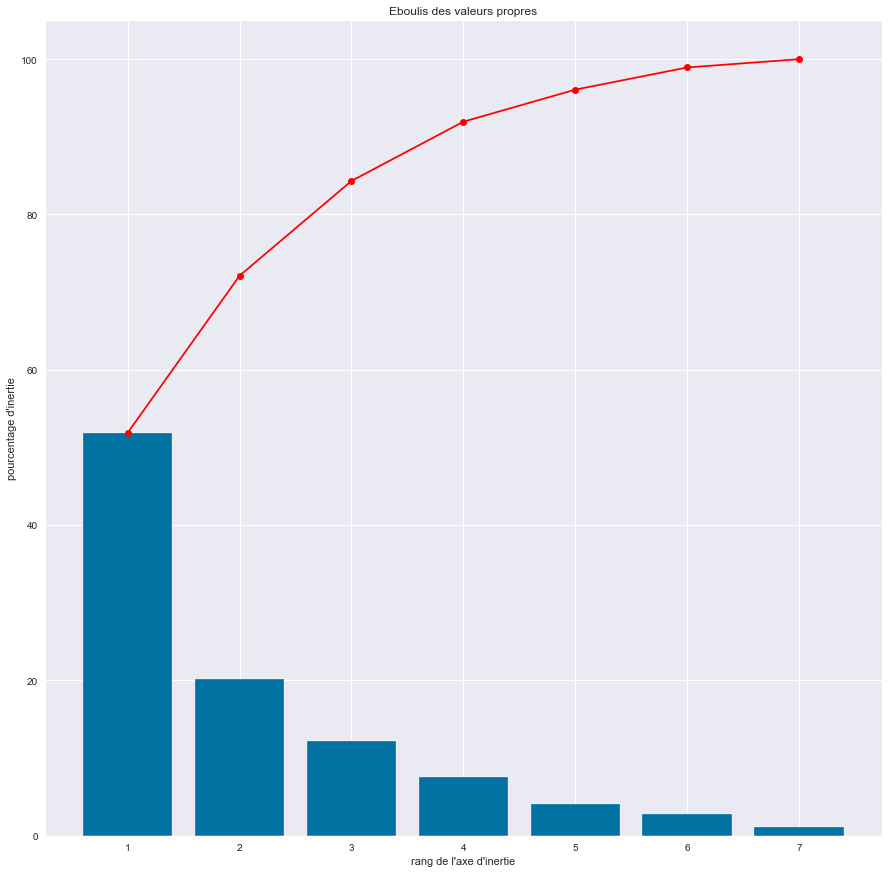 Eboulis des valeurs propres
100
80
60
40
20
0
pourcentage d'inertie
1 2 3 4 5 6 7
rang de l'axe d'inertie